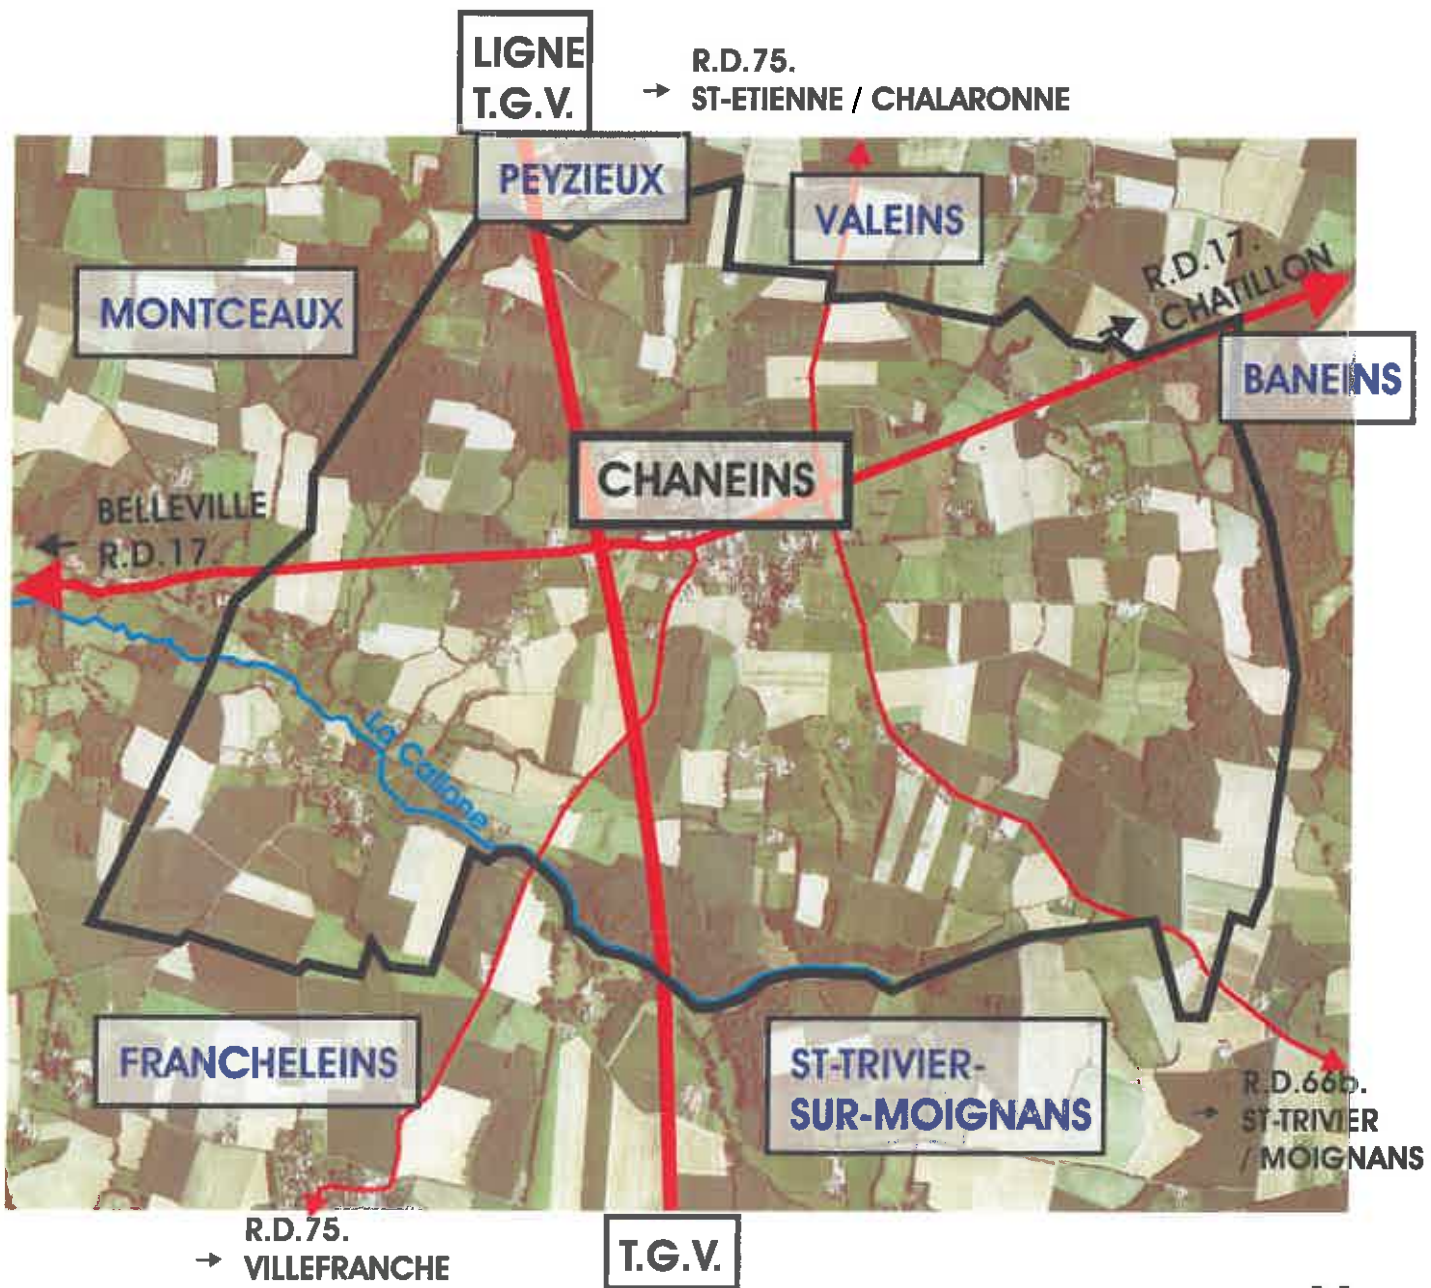 LIGNE
T.G.V.
→ R.D.75.
ST-ETIENNE / CHALARONNE
PEYZIEUX
VALEINS
MONTCEAUX
R.D.17.
CHATILLON
BANEINS
CHANEINS
BELLEVILLE
R.D.17.
La Calonne
FRANCHELEINS
ST-TRIVIER-
SUR-MOIGNANS
R.D.66b.
→ ST-TRIVIER
/ MOIGNANS
R.D.75.
→ VILLEFRANCHE
T.G.V.